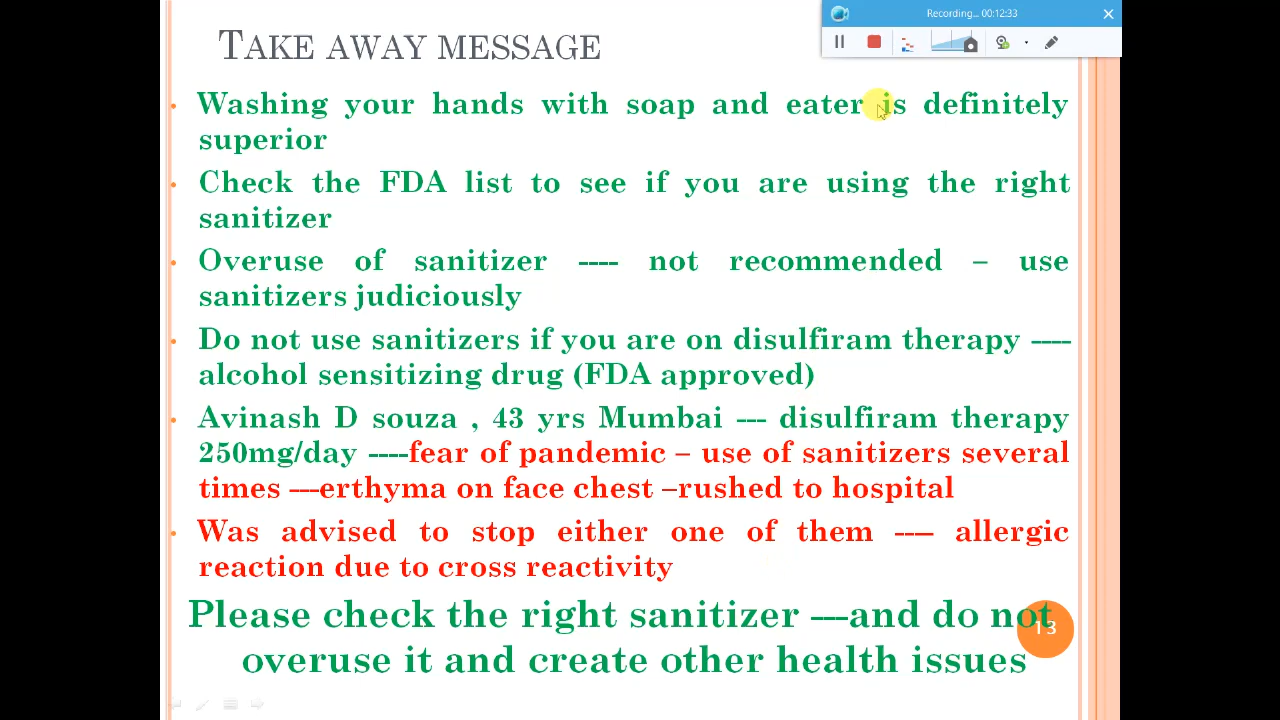 Recording... 00:12:33
TAKE AWAY MESSAGE
• Washing your hands with soap and eater is definitely
superior
• Check the FDA list to see if you are using the right
sanitizer
• Overuse of sanitizer ---- not recommended – use
sanitizers judiciously
• Do not use sanitizers if you are on disulfiram therapy ----
alcohol sensitizing drug (FDA approved)
• Avinash D souza , 43 yrs Mumbai --- disulfiram therapy
250mg/day ----fear of pandemic – use of sanitizers several
times ---erthyma on face chest –rushed to hospital
• Was advised to stop either one of them ---- allergic
reaction due to cross reactivity
Please check the right sanitizer ---and do not
overuse it and create other health issues
13